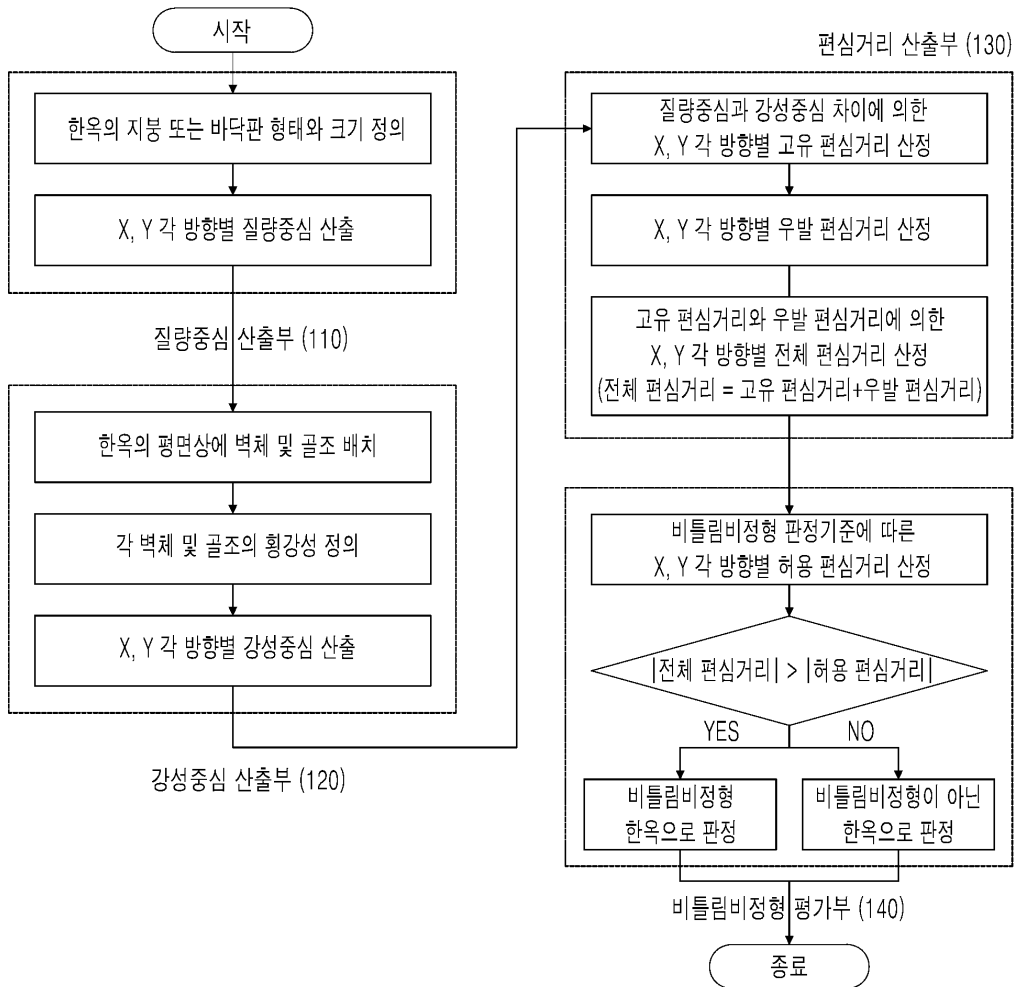 시작
한옥의 지붕 또는 바닥판 형태와 크기 정의
X, Y 각 방향별 질량중심 산출
질량중심 산출부 (110)
한옥의 평면상에 벽체 및 골조 배치
각 벽체 및 골조의 횡강성 정의
X, Y 각 방향별 강성중심 산출
강성중심 산출부 (120)
편심거리 산출부 (130)
질량중심과 강성중심 차이에 의한
X, Y 각 방향별 고유 편심거리 산정
X, Y 각 방향별 우발 편심거리 산정
고유 편심거리와 우발 편심거리에 의한
X, Y 각 방향별 전체 편심거리 산정
(전체 편심거리 = 고유 편심거리+우발 편심거리)
비틀림비정형 판정기준에 따른
X, Y 각 방향별 허용 편심거리 산정
|전체 편심거리| > |허용 편심거리|
YES
NO
비틀림비정형
한옥으로 판정
비틀림비정형이 아닌
한옥으로 판정
비틀림비정형 평가부 (140)
종료